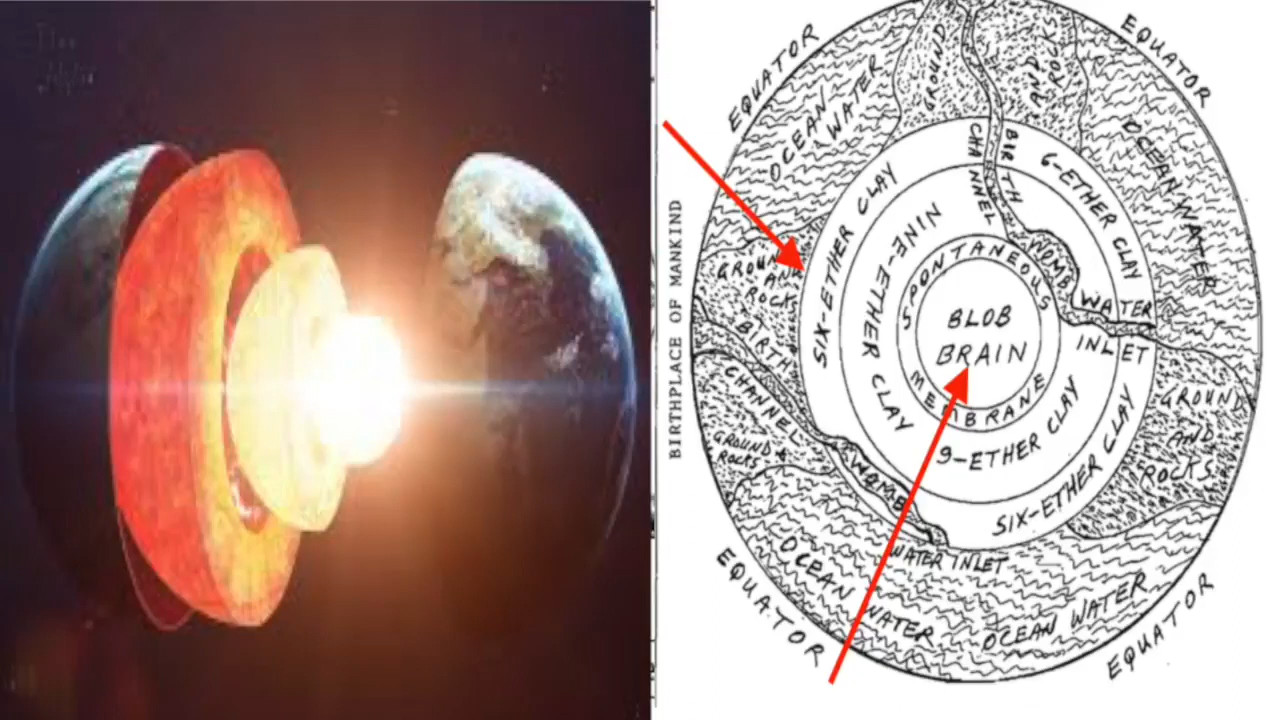 BIRTHPLACE OF MANKIND
EQUATOR
EQUATOR
OCEAN
WATER
GROUND
AND
ROCKS
OCEAN WATER
BIRTH
CHANNEL
6-ETHER CLAY
SIX-ETHER CLAY
NINE-ETHER CLAY
SPONTANEOUS
MEMBRANE
BLOB
BRAIN
WOMB
WATER
INLET
GROUND
AND
ROCKS
BIRTH
CHANNEL
GROUND
ROCKS
WOMB
WATER INLET
9-ETHER CLAY
SIX-ETHER CLAY
GROUND
AND
ROCKS
OCEAN WATER
OCEAN WATER
EQUATOR
EQUATOR